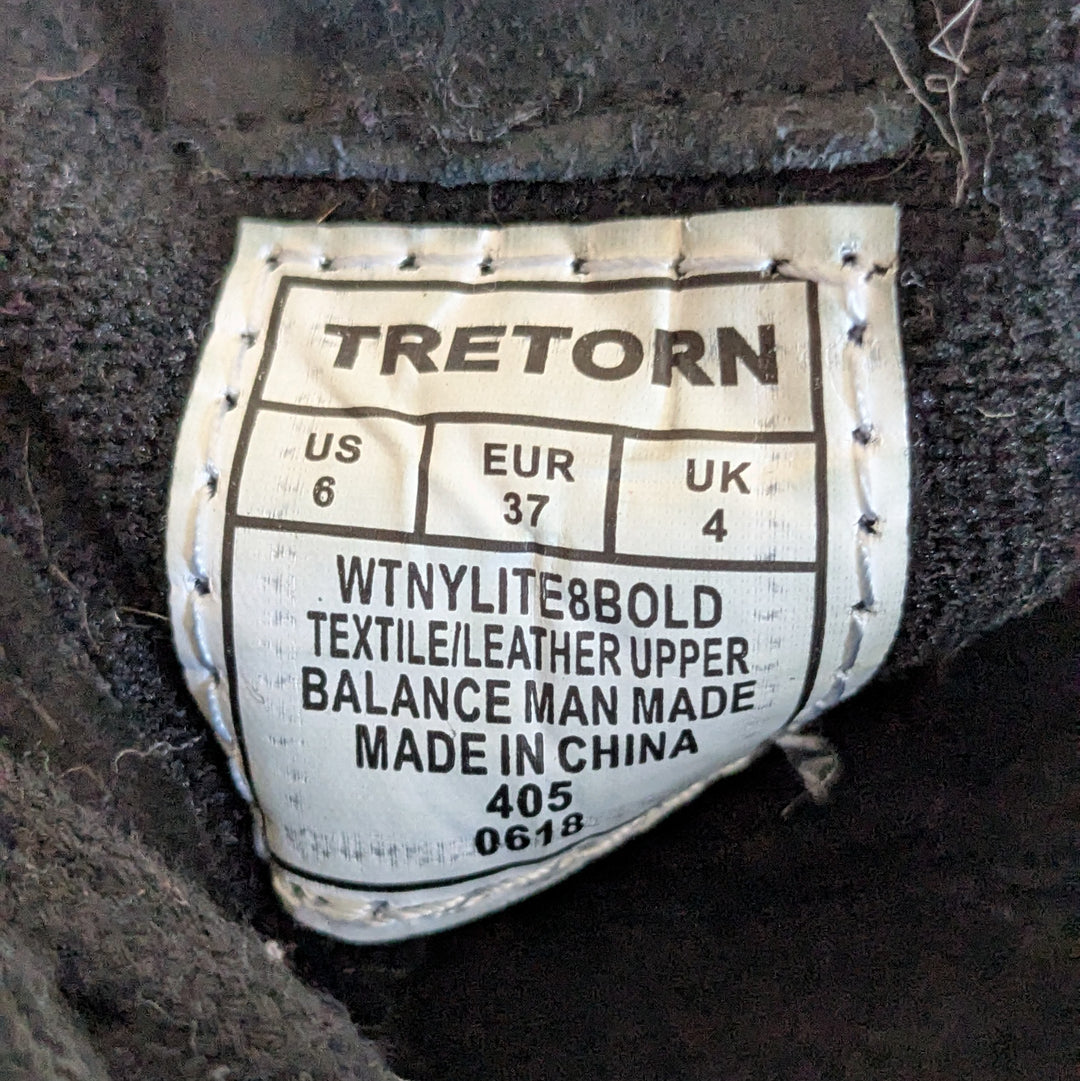 TRETORN
US EUR UK
6 37 4
WTNYLITE8BOLD
TEXTILE/LEATHER UPPER
BALANCE MAN MADE
MADE IN CHINA
405
0618